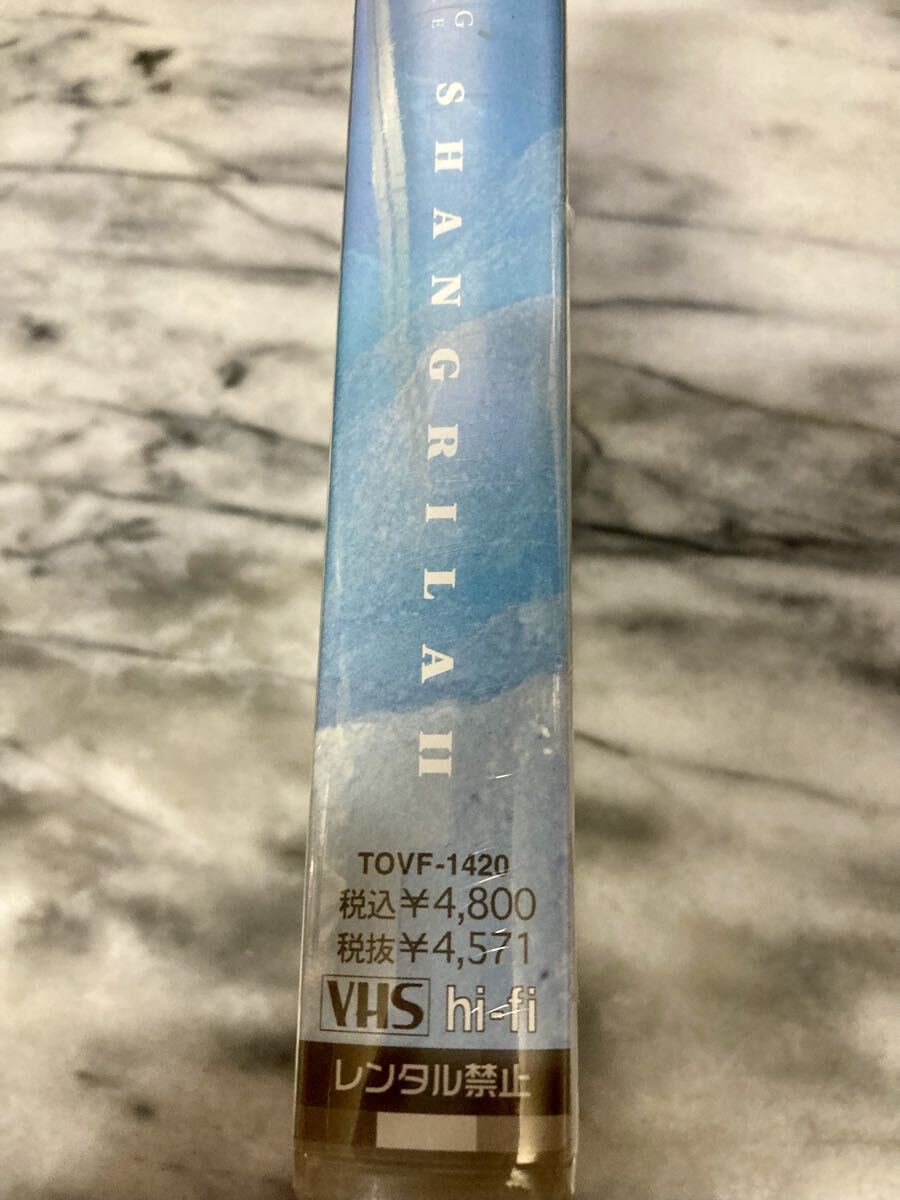 G
E
SHANGRILA II
TOVF-1420
税込¥4,800
税抜¥4,571
VHS hi-fi
レンタル禁止